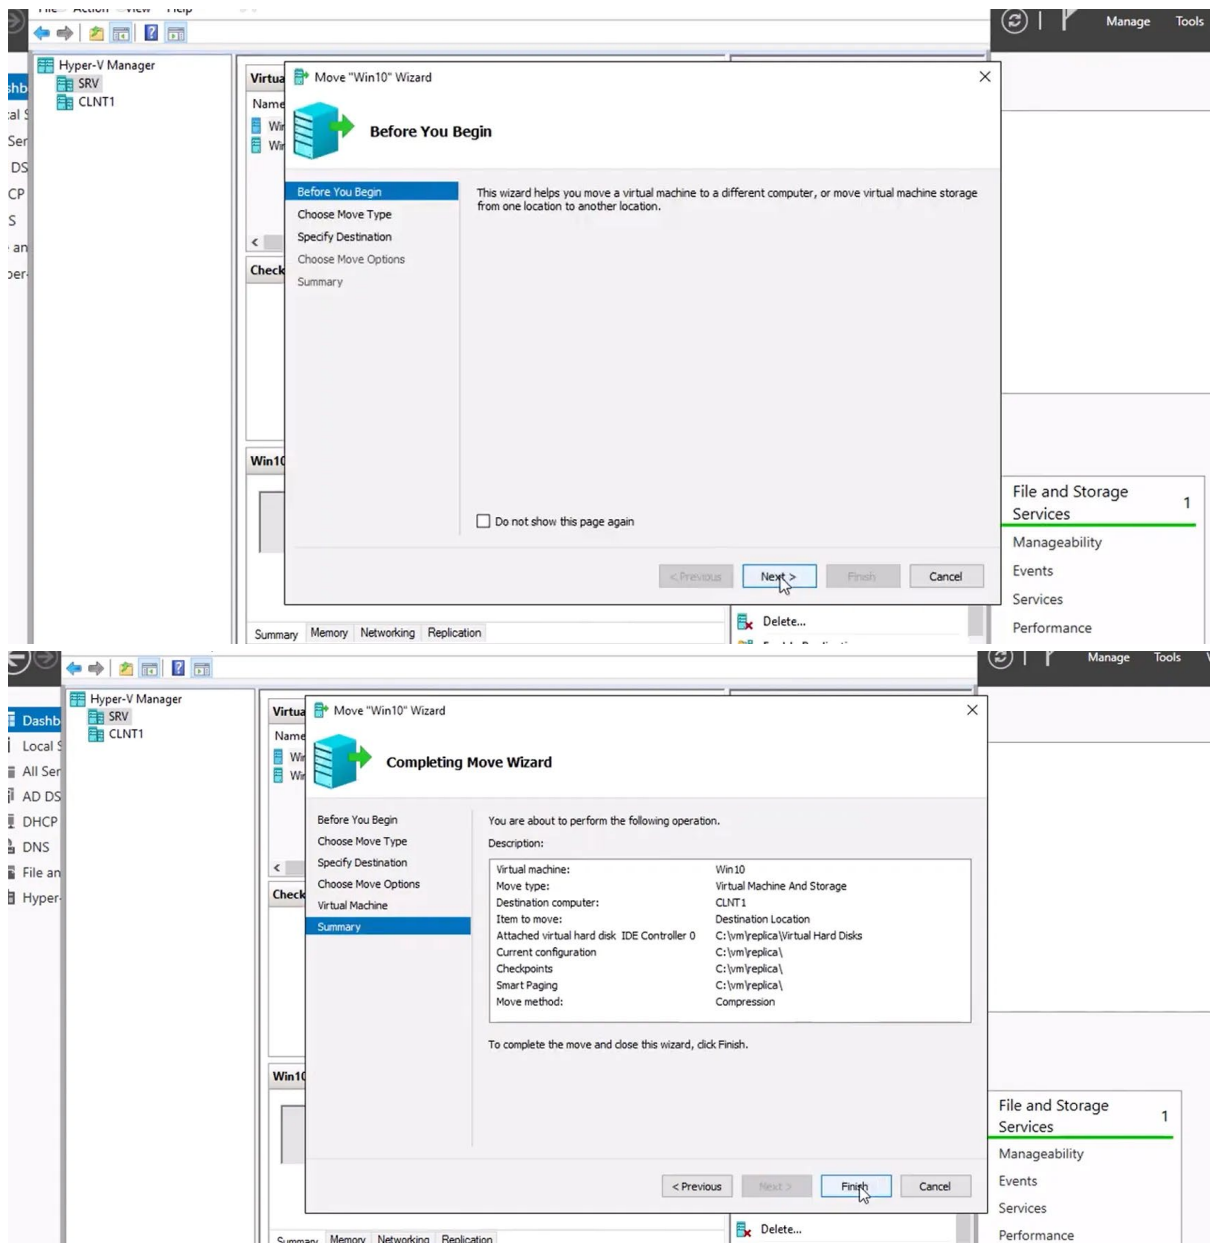 Manage Tools
Hyper-V Manager
SRV
CLNT1
Move "Win10" Wizard
Before You Begin
Before You Begin
Choose Move Type
Specify Destination
Choose Move Options
Summary
This wizard helps you move a virtual machine to a different computer, or move virtual machine storage
from one location to another location.
Do not show this page again
< Previous Next > Finish Cancel
Win10
Summary Memory Networking Replication
Delete...
File and Storage
Services
1
Manageability
Events
Services
Performance
Manage Tools
Hyper-V Manager
SRV
CLNT1
Local S
All Ser
AD DS
DHCP
DNS
File an
Hyper-
Move "Win10" Wizard
Completing Move Wizard
Before You Begin
Choose Move Type
Specify Destination
Choose Move Options
Virtual Machine
Summary
You are about to perform the following operation.
Description:
Virtual machine: Win10
Move type: Virtual Machine And Storage
Destination computer: CLNT1
Item to move: Destination Location
Attached virtual hard disk IDE Controller 0 C:\vm\replica\Virtual Hard Disks
Current configuration C:\vm\replica\
Checkpoints C:\vm\replica\
Smart Paging C:\vm\replica\
Move method: Compression
To complete the move and close this wizard, click Finish.
< Previous Next > Finish Cancel
Summary Memory Networking Replication
Delete...
File and Storage
Services
1
Manageability
Events
Services
Performance